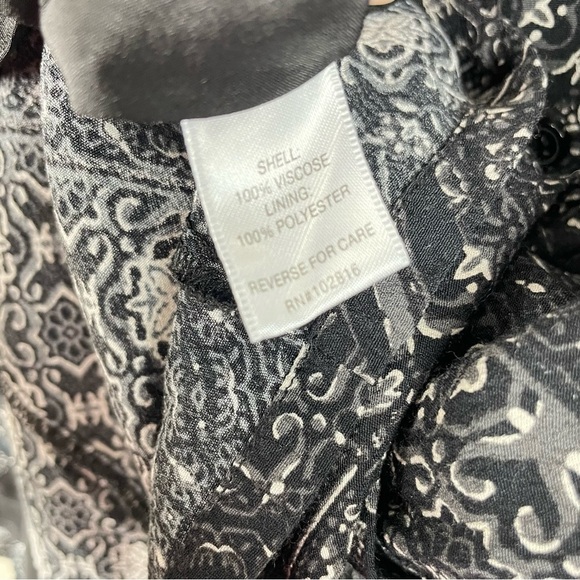 SHELL:
100% VISCOSE
LINING:
100% POLYESTER
REVERSE FOR CARE
RN#102816